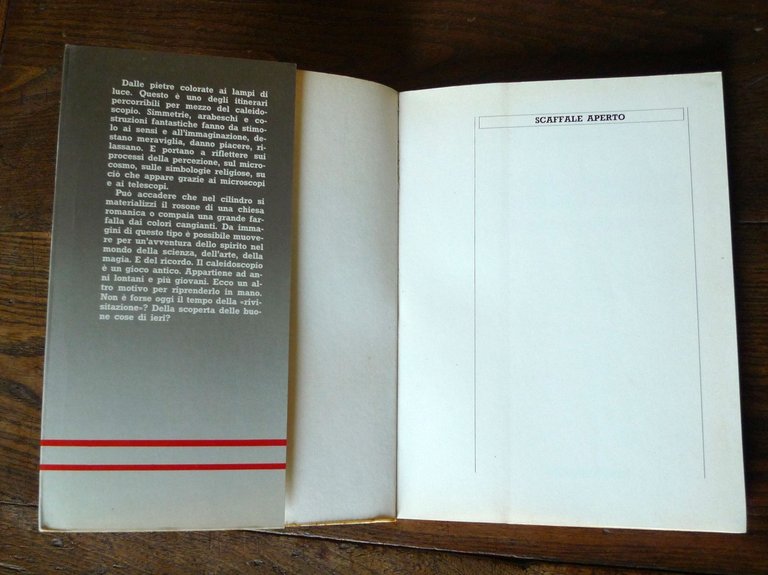 Dalle pietre colorate ai lampi di
luce. Questo è uno degli itinerari
percorribili per mezzo del caleido-
scopio. Simmetrie, arabeschi e co-
struzioni fantastiche fanno da stimo-
lo ai sensi e all'immaginazione, de-
stano meraviglia, danno piacere, ri-
lassano. E portano a riflettere sui
processi della percezione, sul micro-
cosmo, sulle simbologie religiose, su
ciò che appare grazie ai microscopi
e ai telescopi.
Può accadere che nel cilindro si
materializzi il rosone di una chiesa
romanica o compaia una grande far-
falla dai colori cangianti. Da imma-
gini di questo tipo è possibile muove-
re per un'avventura dello spirito nel
mondo della scienza, dell'arte, della
magia. E del ricordo. Il caleidoscopio
è un gioco antico. Appartiene ad an-
ni lontani e più giovani. Ecco un al-
tro motivo per riprenderlo in mano.
Non è forse oggi il tempo della «rivi-
sitazione»? Della scoperta delle buo-
ne cose di ieri?
SCAFFALE APERTO